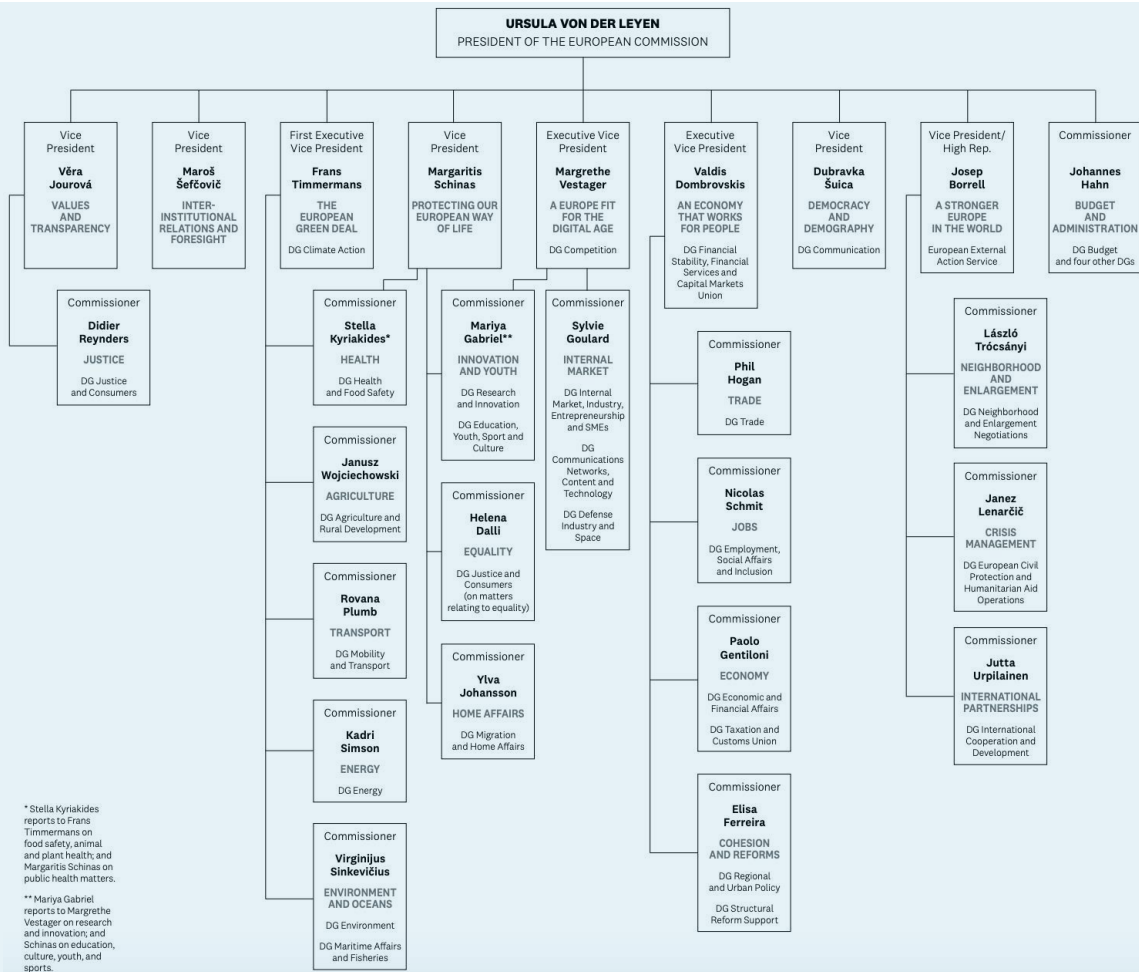 URSULA VON DER LEYEN
PRESIDENT OF THE EUROPEAN COMMISSION
Vice
President
Věra
Jourová
VALUES
AND
TRANSPARENCY
Vice
President
Maroš
Šefčovič
INTER-
INSTITUTIONAL
RELATIONS AND
FORESIGHT
First Executive
Vice President
Frans
Timmermans
THE
EUROPEAN
GREEN DEAL
DG Climate Action
Vice
President
Margaritis
Schinas
PROTECTING OUR
EUROPEAN WAY
OF LIFE
Executive Vice
President
Margrethe
Vestager
A EUROPE FIT
FOR THE
DIGITAL AGE
DG Competition
Executive
Vice President
Valdis
Dombrovskis
AN ECONOMY
THAT WORKS
FOR PEOPLE
DG Financial
Stability, Financial
Services and
Capital Markets
Union
Vice
President
Dubravka
Šuica
DEMOCRACY
AND
DEMOGRAPHY
DG Communication
Vice President/
High Rep.
Josep
Borrell
A STRONGER
EUROPE
IN THE WORLD
European External
Action Service
Commissioner
Johannes
Hahn
BUDGET
AND
ADMINISTRATION
DG Budget
and four other DGs
Commissioner
Didier
Reynders
JUSTICE
DG Justice
and Consumers
Commissioner
Stella
Kyriakides*
HEALTH
DG Health
and Food Safety
Commissioner
Janusz
Wojciechowski
AGRICULTURE
DG Agriculture and
Rural Development
Commissioner
Rovana
Plumb
TRANSPORT
DG Mobility
and Transport
Commissioner
Kadri
Simson
ENERGY
DG Energy
Commissioner
Virginijus
Sinkevičius
ENVIRONMENT
AND OCEANS
DG Environment
DG Maritime Affairs
and Fisheries
Commissioner
Mariya
Gabriel**
INNOVATION
AND YOUTH
DG Research
and Innovation
DG Education,
Youth, Sport and
Culture
Commissioner
Helena
Dalli
EQUALITY
DG Justice and
Consumers
(on matters
relating to equality)
Commissioner
Ylva
Johansson
HOME AFFAIRS
DG Migration
and Home Affairs
Commissioner
Sylvie
Goulard
INTERNAL
MARKET
DG Internal
Market, Industry,
Entrepreneurship
and SMEs
DG
Communications
Networks,
Content and
Technology
DG Defense
Industry and
Space
Commissioner
Phil
Hogan
TRADE
DG Trade
Commissioner
Nicolas
Schmit
JOBS
DG Employment,
Social Affairs
and Inclusion
Commissioner
Paolo
Gentiloni
ECONOMY
DG Economic and
Financial Affairs
DG Taxation and
Customs Union
Commissioner
Elisa
Ferreira
COHESION
AND REFORMS
DG Regional
and Urban Policy
DG Structural
Reform Support
Commissioner
László
Trócsányi
NEIGHBORHOOD
AND
ENLARGEMENT
DG Neighborhood
and Enlargement
Negotiations
Commissioner
Janez
Lenarčič
CRISIS
MANAGEMENT
DG European Civil
Protection and
Humanitarian Aid
Operations
Commissioner
Jutta
Urpilainen
INTERNATIONAL
PARTNERSHIPS
DG International
Cooperation and
Development
* Stella Kyriakides
reports to Frans
Timmermans on
food safety, animal
and plant health; and
Margaritis Schinas on
public health matters.
** Mariya Gabriel
reports to Margrethe
Vestager on research
and innovation; and
Schinas on education,
culture, youth, and
sports.